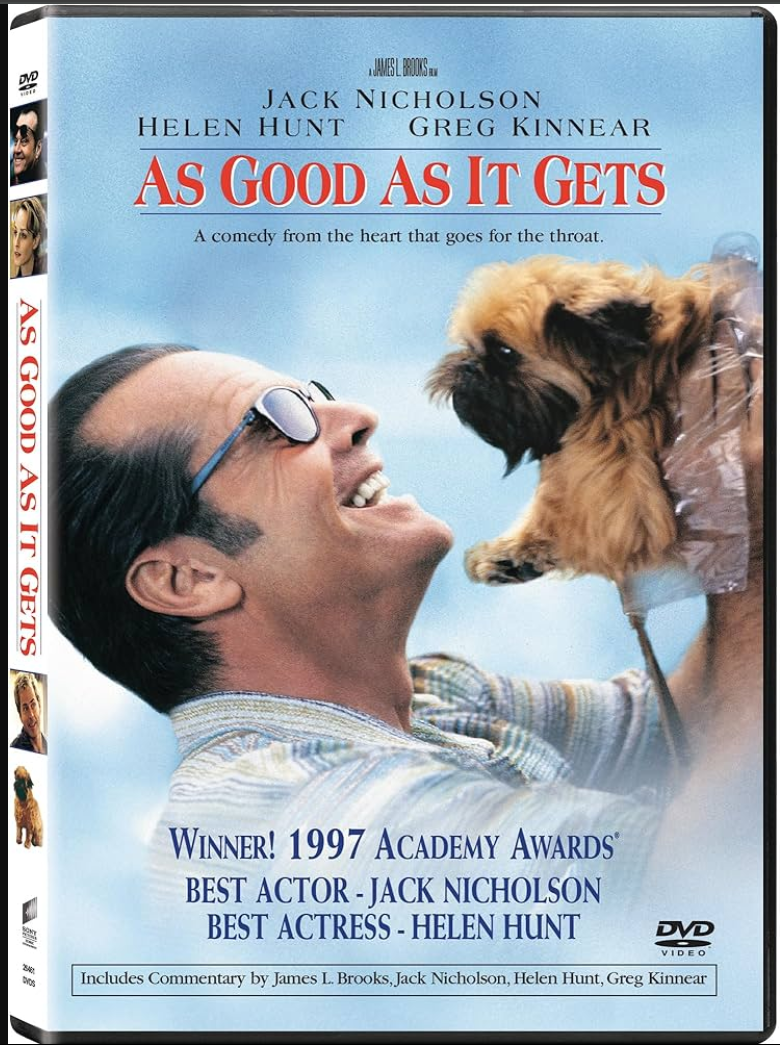 A JAMES L. BROOKS FILM
JACK NICHOLSON
HELEN HUNT GREG KINNEAR
AS GOOD AS IT GETS
A comedy from the heart that goes for the throat.
WINNER! 1997 ACADEMY AWARDS®
BEST ACTOR - JACK NICHOLSON
BEST ACTRESS - HELEN HUNT
DVD
VIDEO
Includes Commentary by James L. Brooks, Jack Nicholson, Helen Hunt, Greg Kinnear
DVD
VIDEO
AS GOOD AS IT GETS
SONY